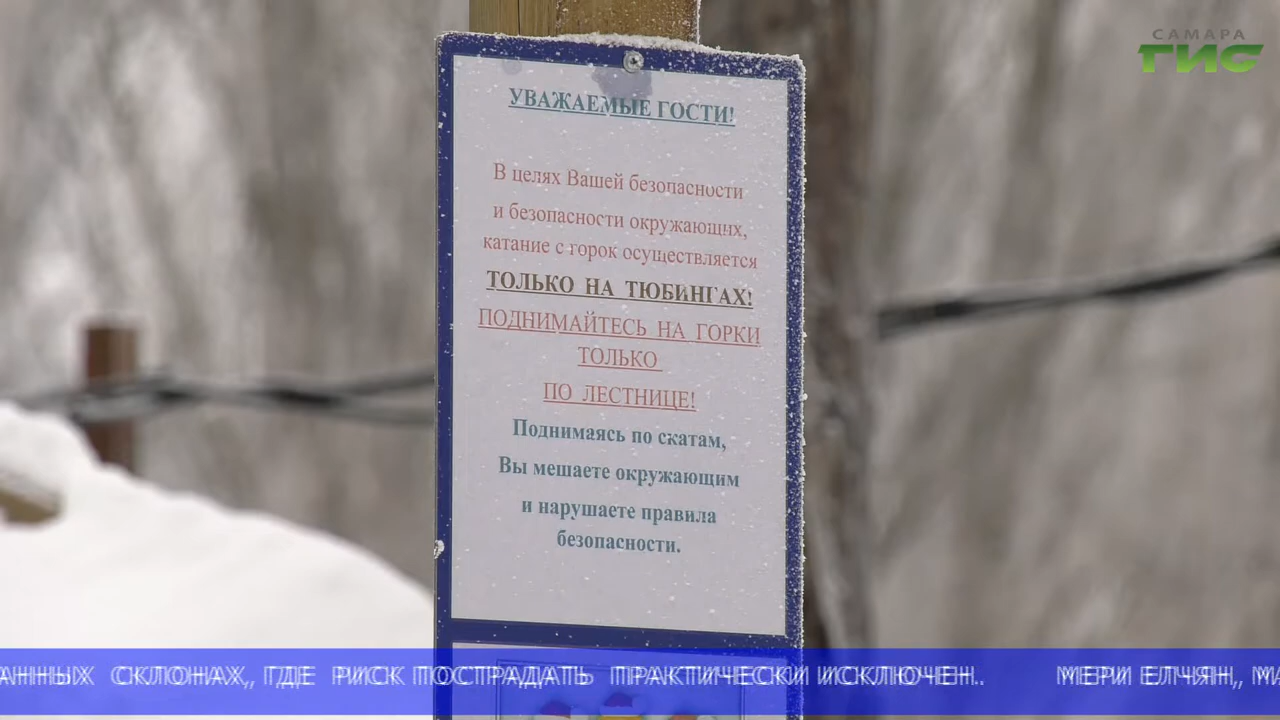 САМАРА
ГИС
УВАЖАЕМЫЕ ГОСТИ!
В целях Вашей безопасности
и безопасности окружающих,
катание с горок осуществляется
ТОЛЬКО НА ТЮБИНГАХ!
ПОДНИМАЙТЕСЬ НА ГОРКИ
ТОЛЬКО
ПО ЛЕСТНИЦЕ!
Поднимаясь по скатам,
Вы мешаете окружающим
и нарушаете правила
безопасности.
СКЛОНАХ, ГДЕ РИСК ПОСТРАДАТЬ ПРАКТИЧЕСКИ ИСКЛЮЧЕН. МЕРИ ЕЛЧЯН,